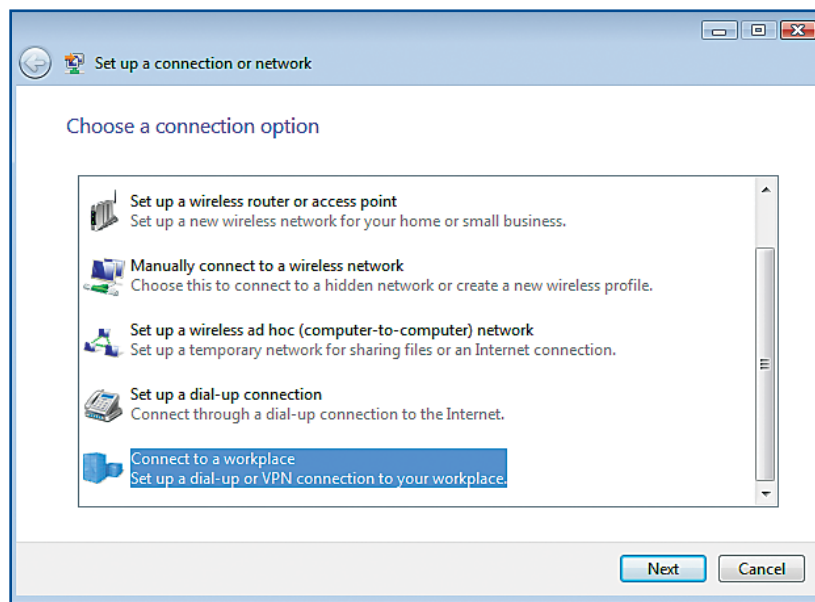 Set up a connection or network
Choose a connection option
Set up a wireless router or access point
Set up a new wireless network for your home or small business.
Manually connect to a wireless network
Choose this to connect to a hidden network or create a new wireless profile.
Set up a wireless ad hoc (computer-to-computer) network
Set up a temporary network for sharing files or an Internet connection.
Set up a dial-up connection
Connect through a dial-up connection to the Internet.
Connect to a workplace
Set up a dial-up or VPN connection to your workplace.
Next Cancel